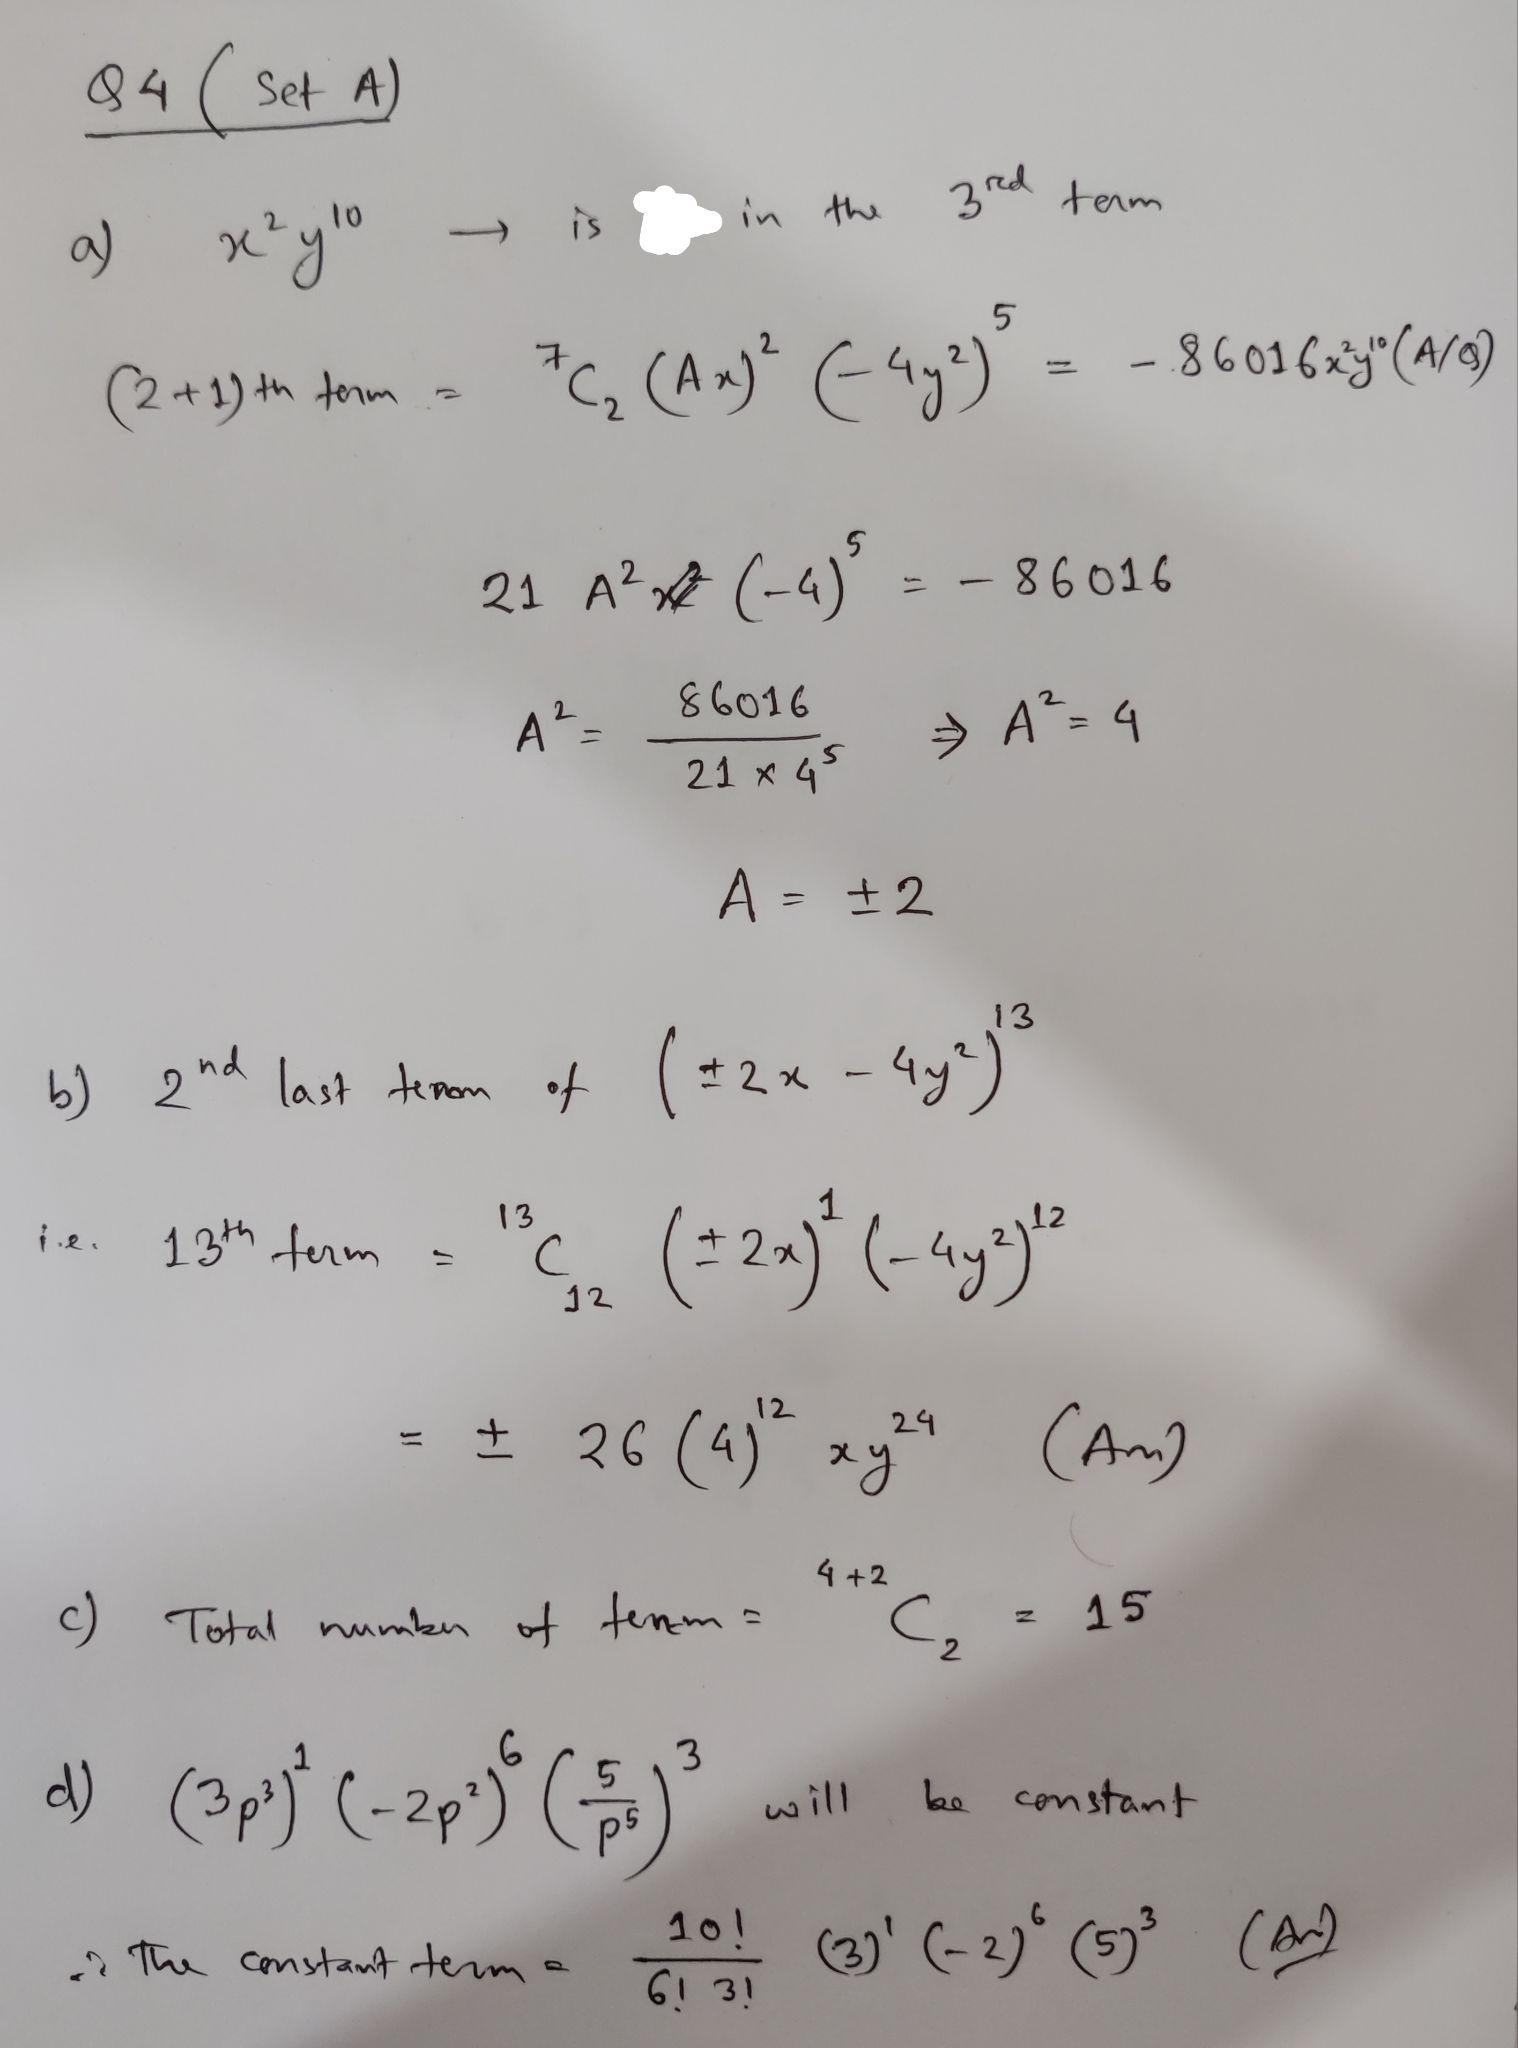 Q4 (Set A)
a) x²y¹⁰ → is in the 3rd term
(2+1)th term = ⁷C₂ (Ax)² (-4y²)⁵ = -86016x²y¹⁰ (A/Q)
21 A² (-4)⁵ = -86016
A² = 86016 / (21 × 4⁵) ⇒ A² = 4
A = ±2
b) 2nd last term of (±2x - 4y²)¹³
i.e. 13th term = ¹³C₁₂ (±2x)¹ (-4y²)¹²
= ± 26 (4)¹² xy²⁴ (Ans)
c) Total number of term = ⁴⁺²C₂ = 15
d) (3p³)¹ (-2p²)⁶ (5/p⁵)³ will be constant
∴ The constant term = 10!/(6! 3!) (3)¹ (-2)⁶ (5)³ (Ans)